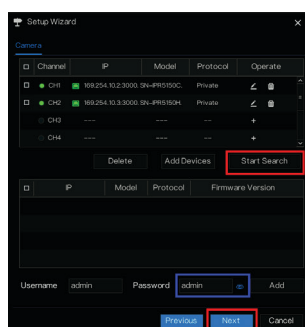 Setup Wizard
Camera
Channel IP Model Protocol Operate
CH1 169.254.10.2:3000. SN-IPR5150C. Private
CH2 169.254.10.3:3000. SN-IPR5150H. Private
CH3 --- --- +
CH4 --- --- +
Delete Add Devices Start Search
IP Model Protocol Firmware Version
Username admin Password admin Add
Previous Next Cancel